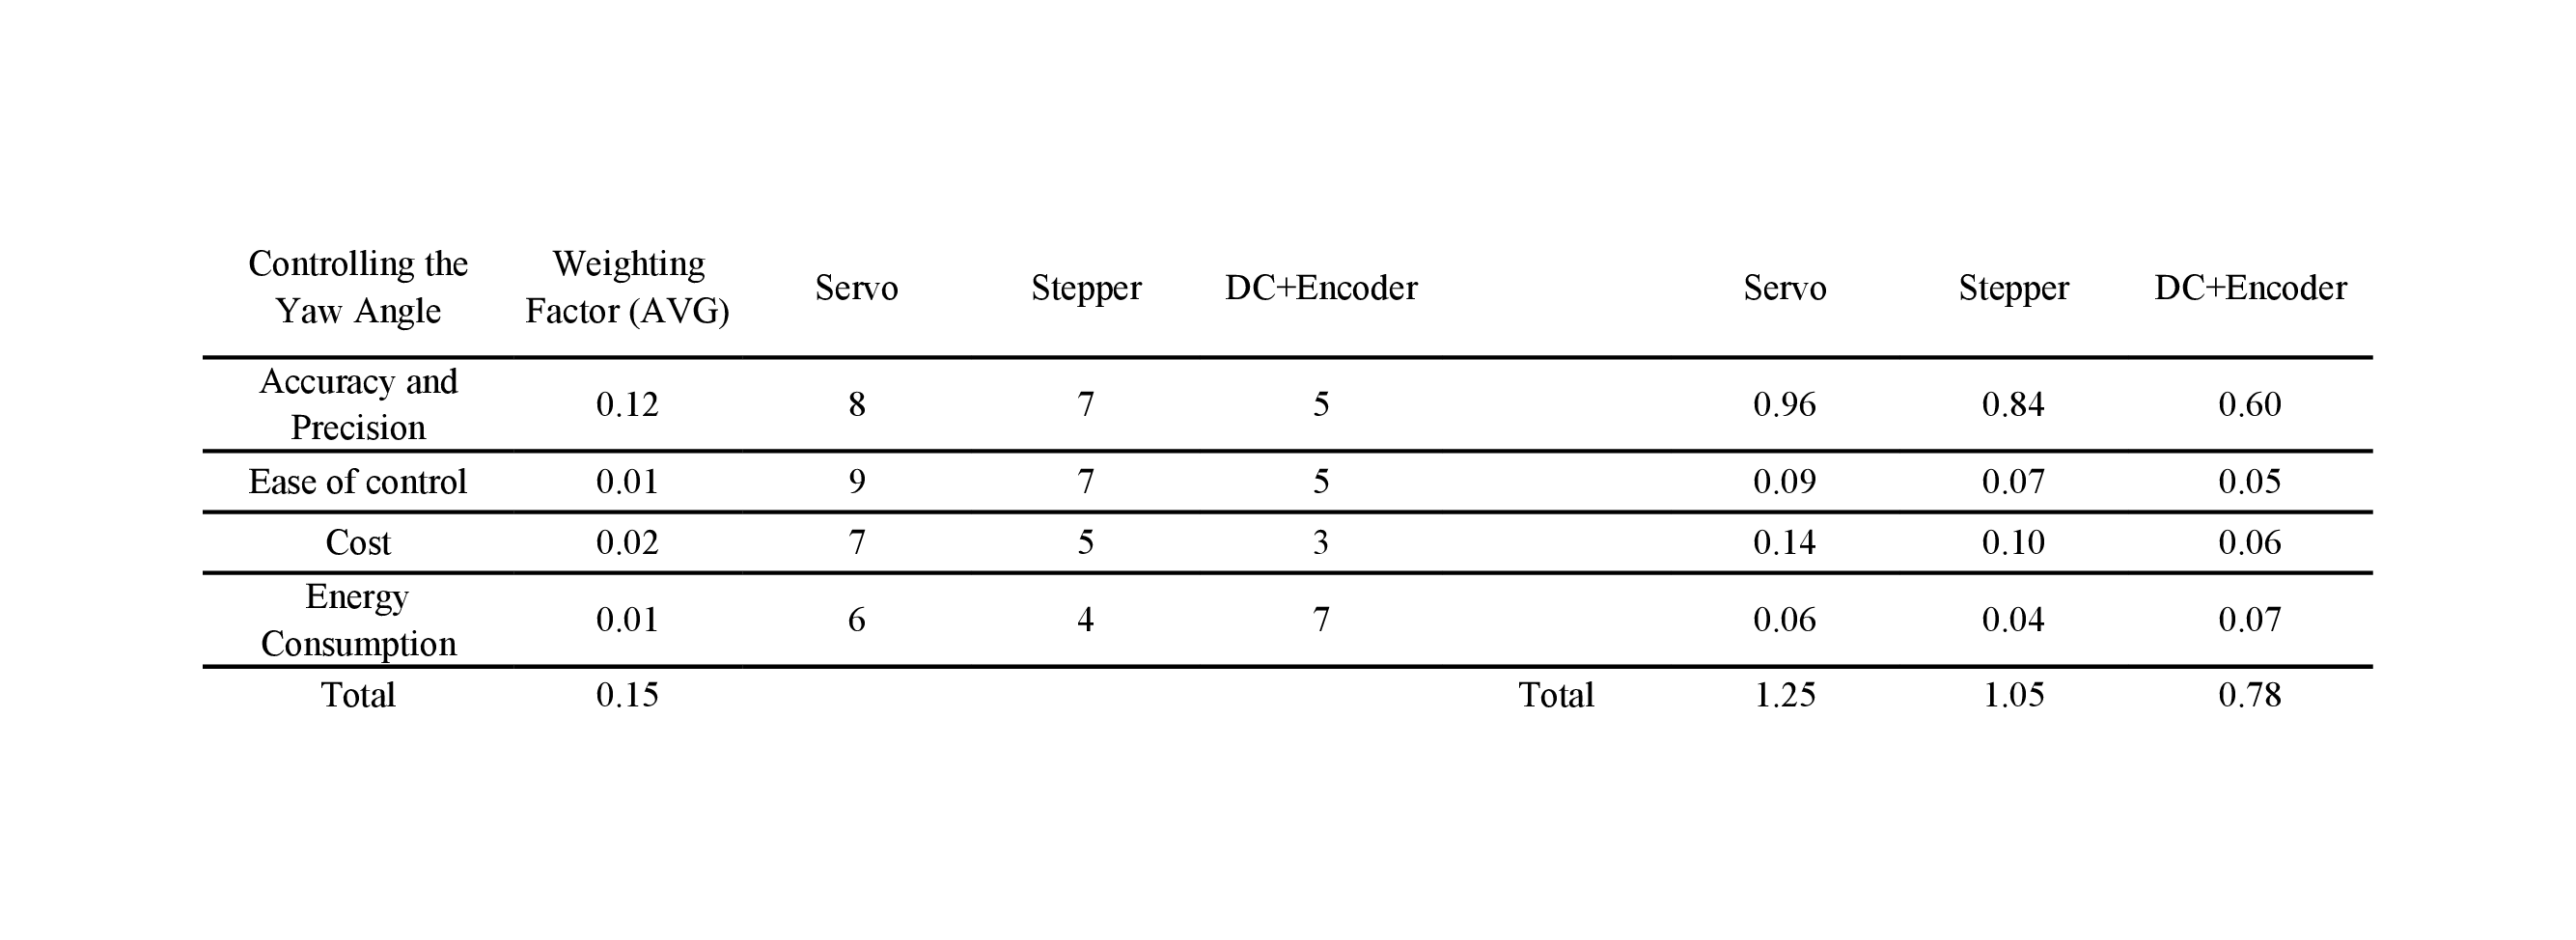 Controlling the Weighting
Yaw Angle Factor (AVG) Servo Stepper DC+Encoder Servo Stepper DC+Encoder
Accuracy and
Precision 0.12 8 7 5 0.96 0.84 0.60
Ease of control 0.01 9 7 5 0.09 0.07 0.05
Cost 0.02 7 5 3 0.14 0.10 0.06
Energy
Consumption 0.01 6 4 7 0.06 0.04 0.07
Total 0.15 Total 1.25 1.05 0.78